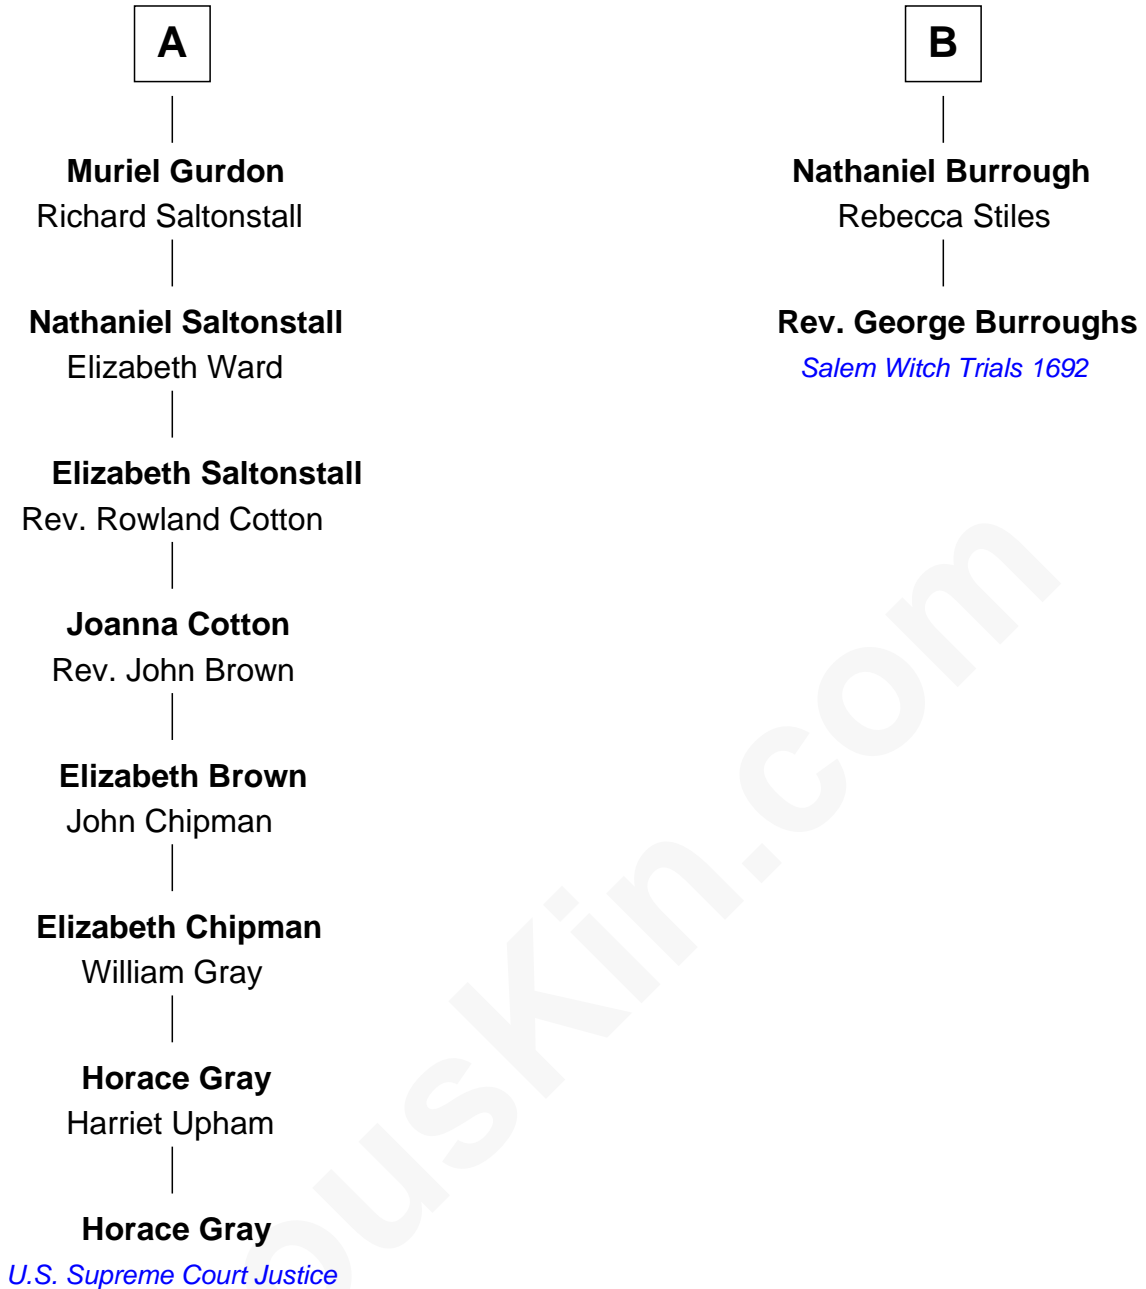 A
Muriel Gurdon
Richard Saltonstall
Nathaniel Saltonstall
Elizabeth Ward
Elizabeth Saltonstall
Rev. Rowland Cotton
Joanna Cotton
Rev. John Brown
Elizabeth Brown
John Chipman
Elizabeth Chipman
William Gray
Horace Gray
Harriet Upham
Horace Gray
U.S. Supreme Court Justice
B
Nathaniel Burrough
Rebecca Stiles
Rev. George Burroughs
Salem Witch Trials 1692
ouskin.com